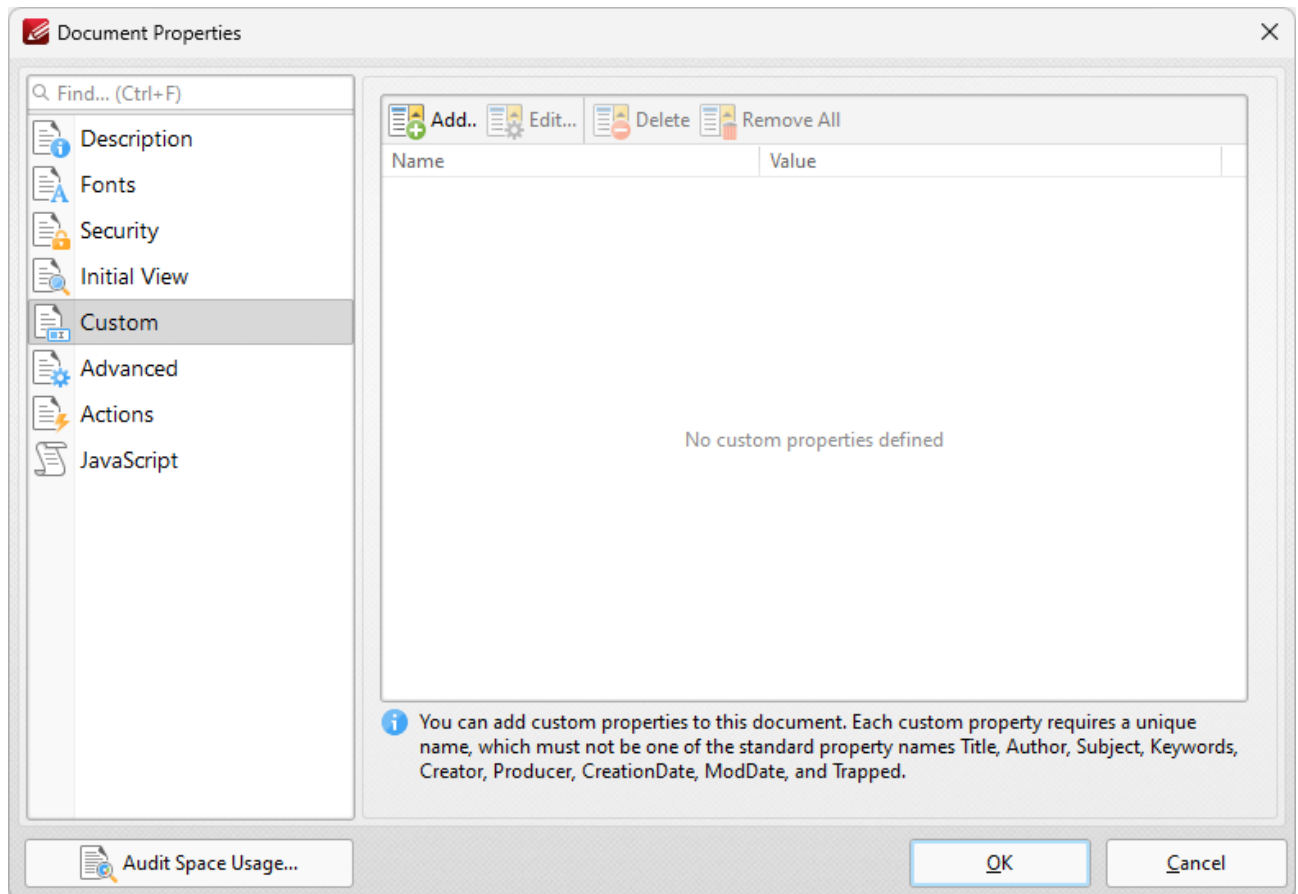 Document Properties
Find... (Ctrl+F)
Description
Fonts
Security
Initial View
Custom
Advanced
Actions
JavaScript
Add.. Edit... Delete Remove All
Name Value
No custom properties defined
You can add custom properties to this document. Each custom property requires a unique
name, which must not be one of the standard property names Title, Author, Subject, Keywords,
Creator, Producer, CreationDate, ModDate, and Trapped.
Audit Space Usage... OK Cancel